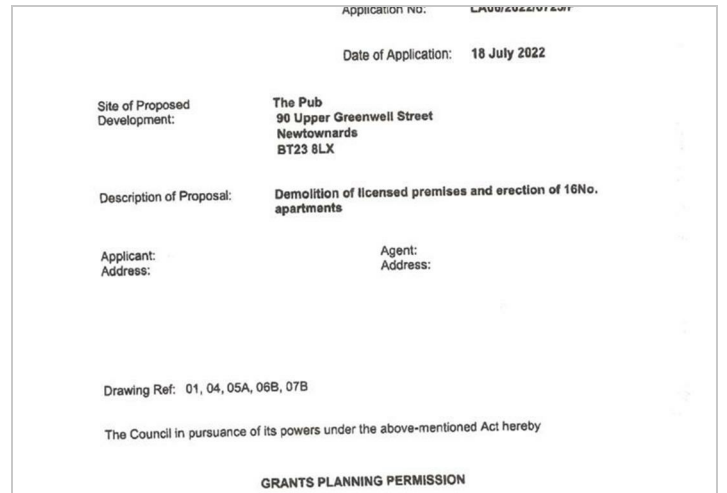 Application No:
Date of Application: 18 July 2022
Site of Proposed The Pub
Development: 90 Upper Greenwell Street
Newtownards
BT23 8LX
Description of Proposal: Demolition of licensed premises and erection of 16No.
apartments
Applicant: Agent:
Address: Address:
Drawing Ref: 01, 04, 05A, 06B, 07B
The Council in pursuance of its powers under the above-mentioned Act hereby
GRANTS PLANNING PERMISSION